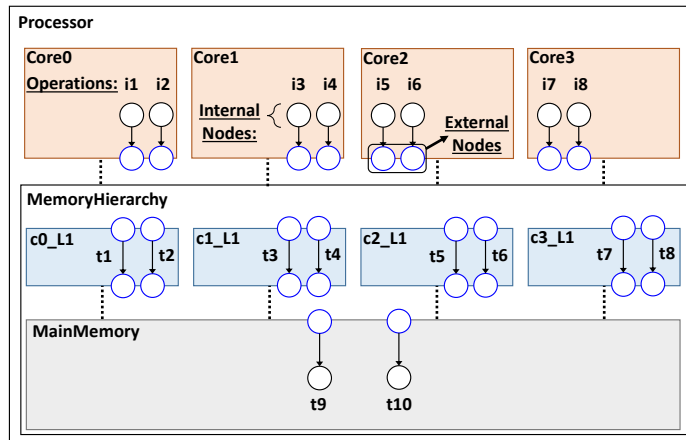 Processor
Core0 Core1 Core2 Core3
Operations: i1 i2 i3 i4 i5 i6 i7 i8
Internal Nodes:
External Nodes
MemoryHierarchy
c0_L1 c1_L1 c2_L1 c3_L1
t1 t2 t3 t4 t5 t6 t7 t8
MainMemory
t9 t10